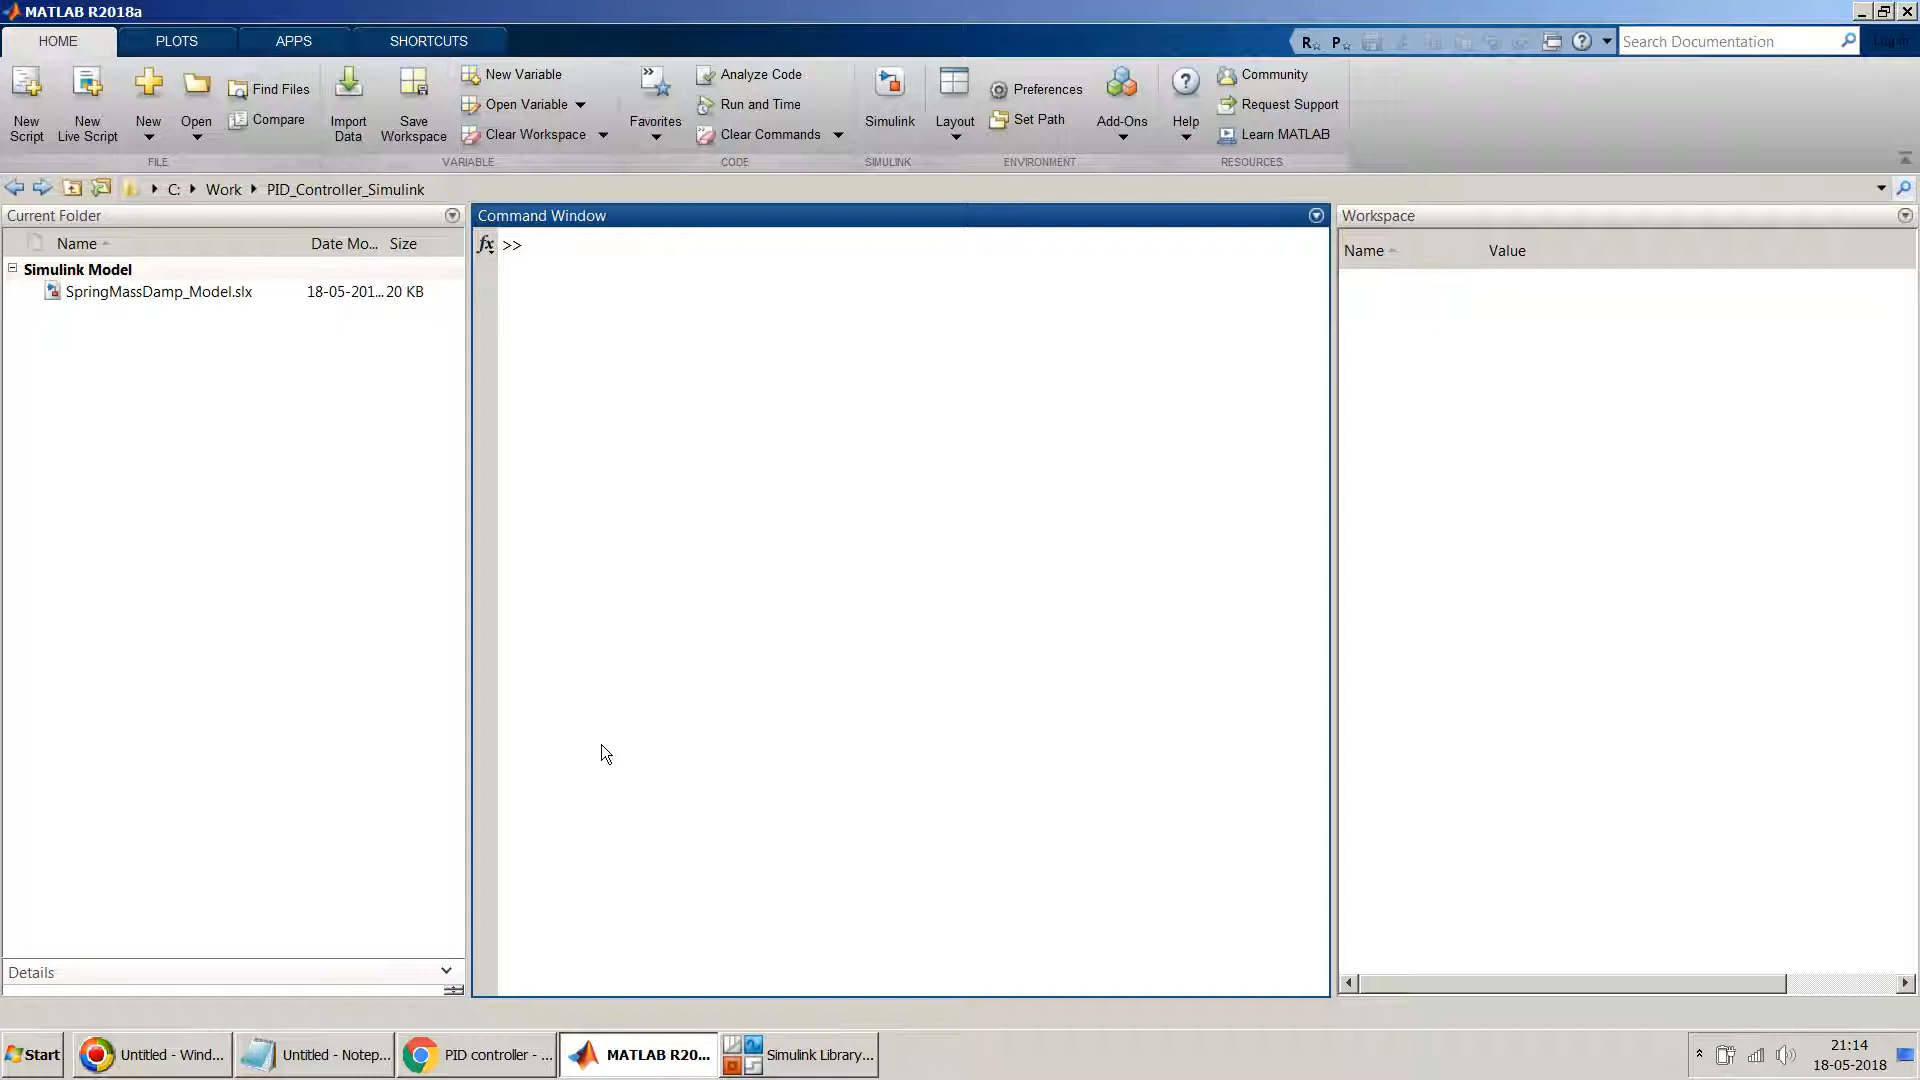 MATLAB R2018a
HOME PLOTS APPS SHORTCUTS
Search Documentation
Log In
New Script
New Live Script
New
Open
Find Files
Compare
FILE
Import Data
Save Workspace
New Variable
Open Variable
Clear Workspace
VARIABLE
Favorites
Analyze Code
Run and Time
Clear Commands
CODE
Simulink
SIMULINK
Layout
Preferences
Set Path
Add-Ons
ENVIRONMENT
Help
Community
Request Support
Learn MATLAB
RESOURCES
C: Work PID_Controller_Simulink
Current Folder
Name Date Mo... Size
Simulink Model
SpringMassDamp_Model.slx 18-05-201... 20 KB
Details
Command Window
fx >>
Workspace
Name Value
Start
Untitled - Wind...
Untitled - Notep...
PID controller - ...
MATLAB R20...
Simulink Library...
21:14
18-05-2018